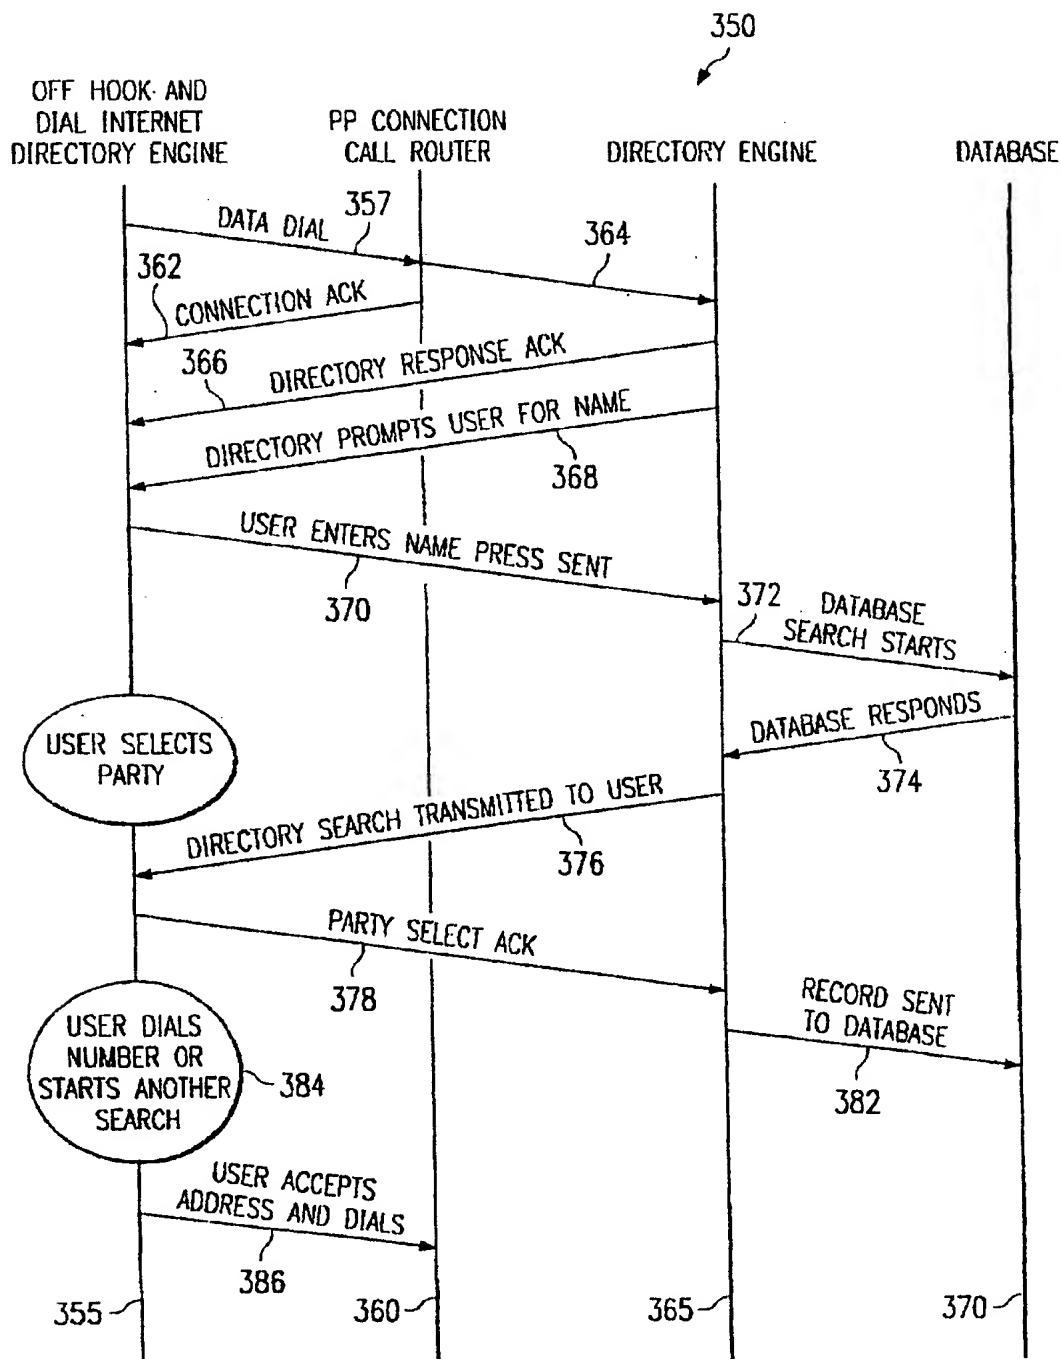 350
OFF HOOK AND
DIAL INTERNET
DIRECTORY ENGINE
PP CONNECTION
CALL ROUTER
DIRECTORY ENGINE
DATABASE
DATA DIAL
357
364
362
CONNECTION ACK
366
DIRECTORY RESPONSE ACK
DIRECTORY PROMPTS USER FOR NAME
368
USER ENTERS NAME PRESS SENT
370
372
DATABASE
SEARCH STARTS
DATABASE RESPONDS
374
USER SELECTS
PARTY
DIRECTORY SEARCH TRANSMITTED TO USER
376
PARTY SELECT ACK
378
RECORD SENT
TO DATABASE
382
USER DIALS
NUMBER OR
STARTS ANOTHER
SEARCH
384
USER ACCEPTS
ADDRESS AND DIALS
386
355
360
365
370